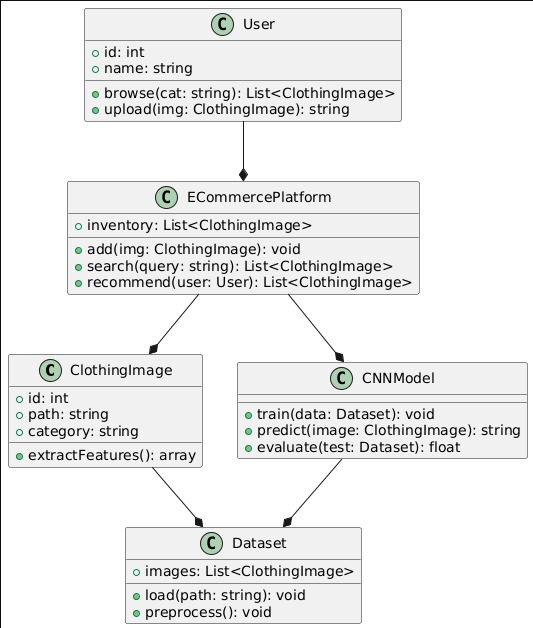 C User
id: int
name: string
browse(cat: string): List<ClothingImage>
upload(img: ClothingImage): string
C ECommercePlatform
inventory: List<ClothingImage>
add(img: ClothingImage): void
search(query: string): List<ClothingImage>
recommend(user: User): List<ClothingImage>
C ClothingImage
id: int
path: string
category: string
extractFeatures(): array
C CNNModel
train(data: Dataset): void
predict(image: ClothingImage): string
evaluate(test: Dataset): float
C Dataset
images: List<ClothingImage>
load(path: string): void
preprocess(): void